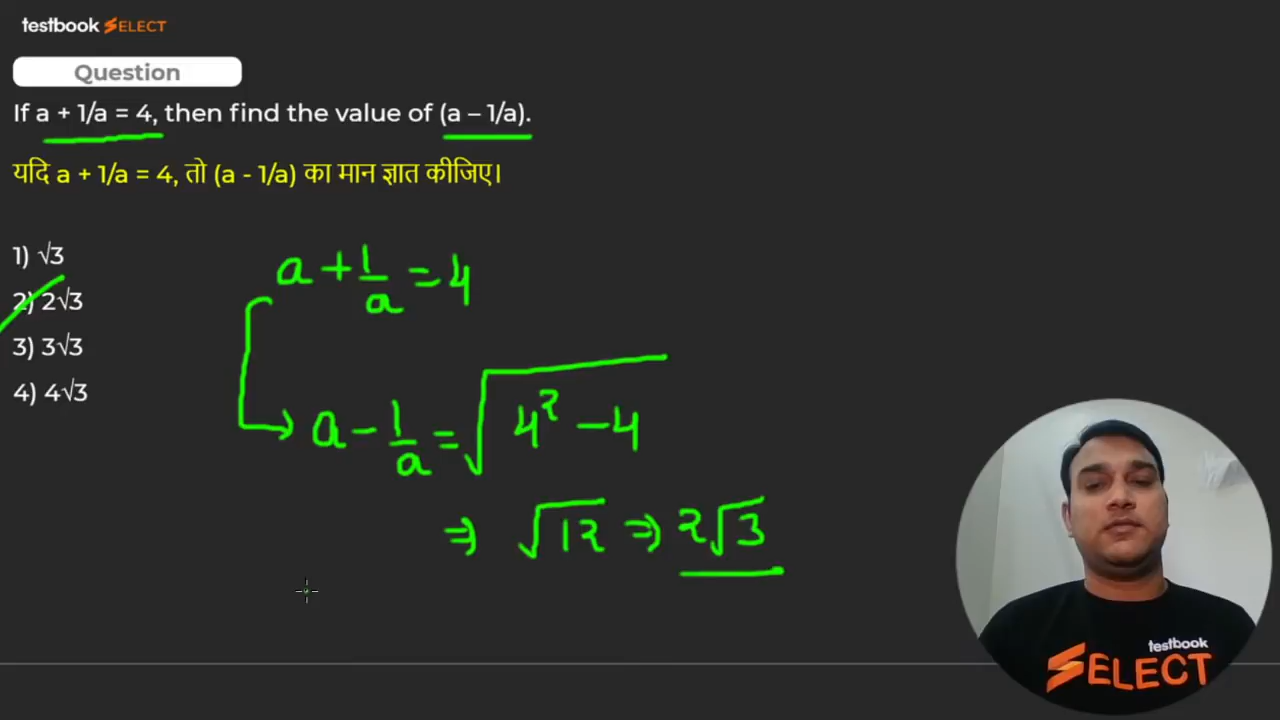 testbook SELECT
Question
If a + 1/a = 4, then find the value of (a – 1/a).
यदि a + 1/a = 4, तो (a - 1/a) का मान ज्ञात कीजिए।
1) √3
2) 2√3
3) 3√3
4) 4√3
a + 1/a = 4
→ a - 1/a = √4² - 4
⇒ √12 ⇒ 2√3
testbook
SELECT